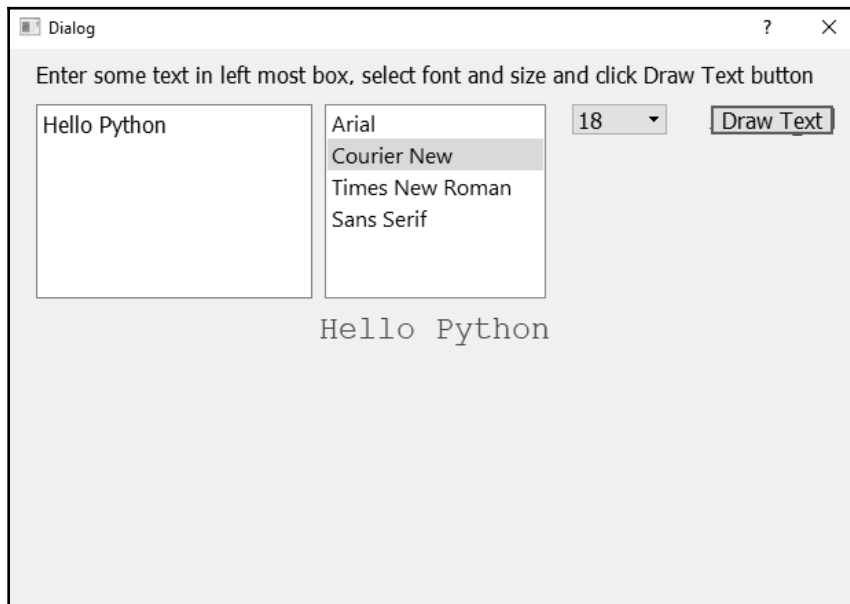 Dialog
?
Enter some text in left most box, select font and size and click Draw Text button
Hello Python
Arial
Courier New
Times New Roman
Sans Serif
18
Draw Text
Hello Python